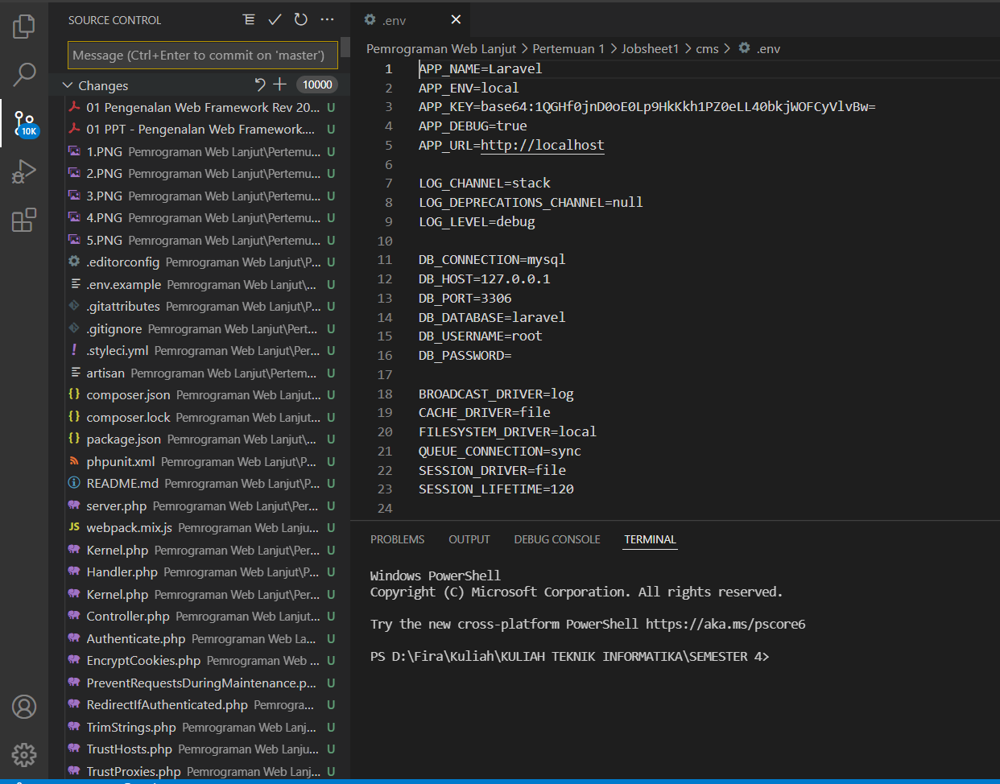 SOURCE CONTROL
Message (Ctrl+Enter to commit on 'master')
Changes 10000
10K
01 Pengenalan Web Framework Rev 20... U
01 PPT - Pengenalan Web Framework.... U
1.PNG Pemrograman Web Lanjut\Pertemu... U
2.PNG Pemrograman Web Lanjut\Pertemu... U
3.PNG Pemrograman Web Lanjut\Pertemu... U
4.PNG Pemrograman Web Lanjut\Pertemu... U
5.PNG Pemrograman Web Lanjut\Pertemu... U
.editorconfig Pemrograman Web Lanjut\P... U
.env.example Pemrograman Web Lanjut\... U
.gitattributes Pemrograman Web Lanjut\P... U
.gitignore Pemrograman Web Lanjut\Pert... U
.styleci.yml Pemrograman Web Lanjut\Per... U
artisan Pemrograman Web Lanjut\Pertem... U
composer.json Pemrograman Web Lanjut... U
composer.lock Pemrograman Web Lanjut... U
package.json Pemrograman Web Lanjut\... U
phpunit.xml Pemrograman Web Lanjut\P... U
README.md Pemrograman Web Lanjut\P... U
server.php Pemrograman Web Lanjut\Per... U
JS webpack.mix.js Pemrograman Web Lanju... U
Kernel.php Pemrograman Web Lanjut\Per... U
Handler.php Pemrograman Web Lanjut\P... U
Kernel.php Pemrograman Web Lanjut\Per... U
Controller.php Pemrograman Web Lanjut... U
Authenticate.php Pemrograman Web La... U
EncryptCookies.php Pemrograman Web ... U
PreventRequestsDuringMaintenance.p... U
RedirectIfAuthenticated.php Pemrogra... U
TrimStrings.php Pemrograman Web Lanj... U
TrustHosts.php Pemrograman Web Lanju... U
TrustProxies.php Pemrograman Web Lanj... U
.env
Pemrograman Web Lanjut > Pertemuan 1 > Jobsheet1 > cms > .env
1 APP_NAME=Laravel
2 APP_ENV=local
3 APP_KEY=base64:1QGHf0jnD0oE0Lp9HkKkh1PZ0eLL40bkjWOFCyVlvBw=
4 APP_DEBUG=true
5 APP_URL=http://localhost
6
7 LOG_CHANNEL=stack
8 LOG_DEPRECATIONS_CHANNEL=null
9 LOG_LEVEL=debug
10
11 DB_CONNECTION=mysql
12 DB_HOST=127.0.0.1
13 DB_PORT=3306
14 DB_DATABASE=laravel
15 DB_USERNAME=root
16 DB_PASSWORD=
17
18 BROADCAST_DRIVER=log
19 CACHE_DRIVER=file
20 FILESYSTEM_DRIVER=local
21 QUEUE_CONNECTION=sync
22 SESSION_DRIVER=file
23 SESSION_LIFETIME=120
24
PROBLEMS OUTPUT DEBUG CONSOLE TERMINAL
Windows PowerShell
Copyright (C) Microsoft Corporation. All rights reserved.
Try the new cross-platform PowerShell https://aka.ms/pscore6
PS D:\Fira\Kuliah\KULIAH TEKNIK INFORMATIKA\SEMESTER 4>